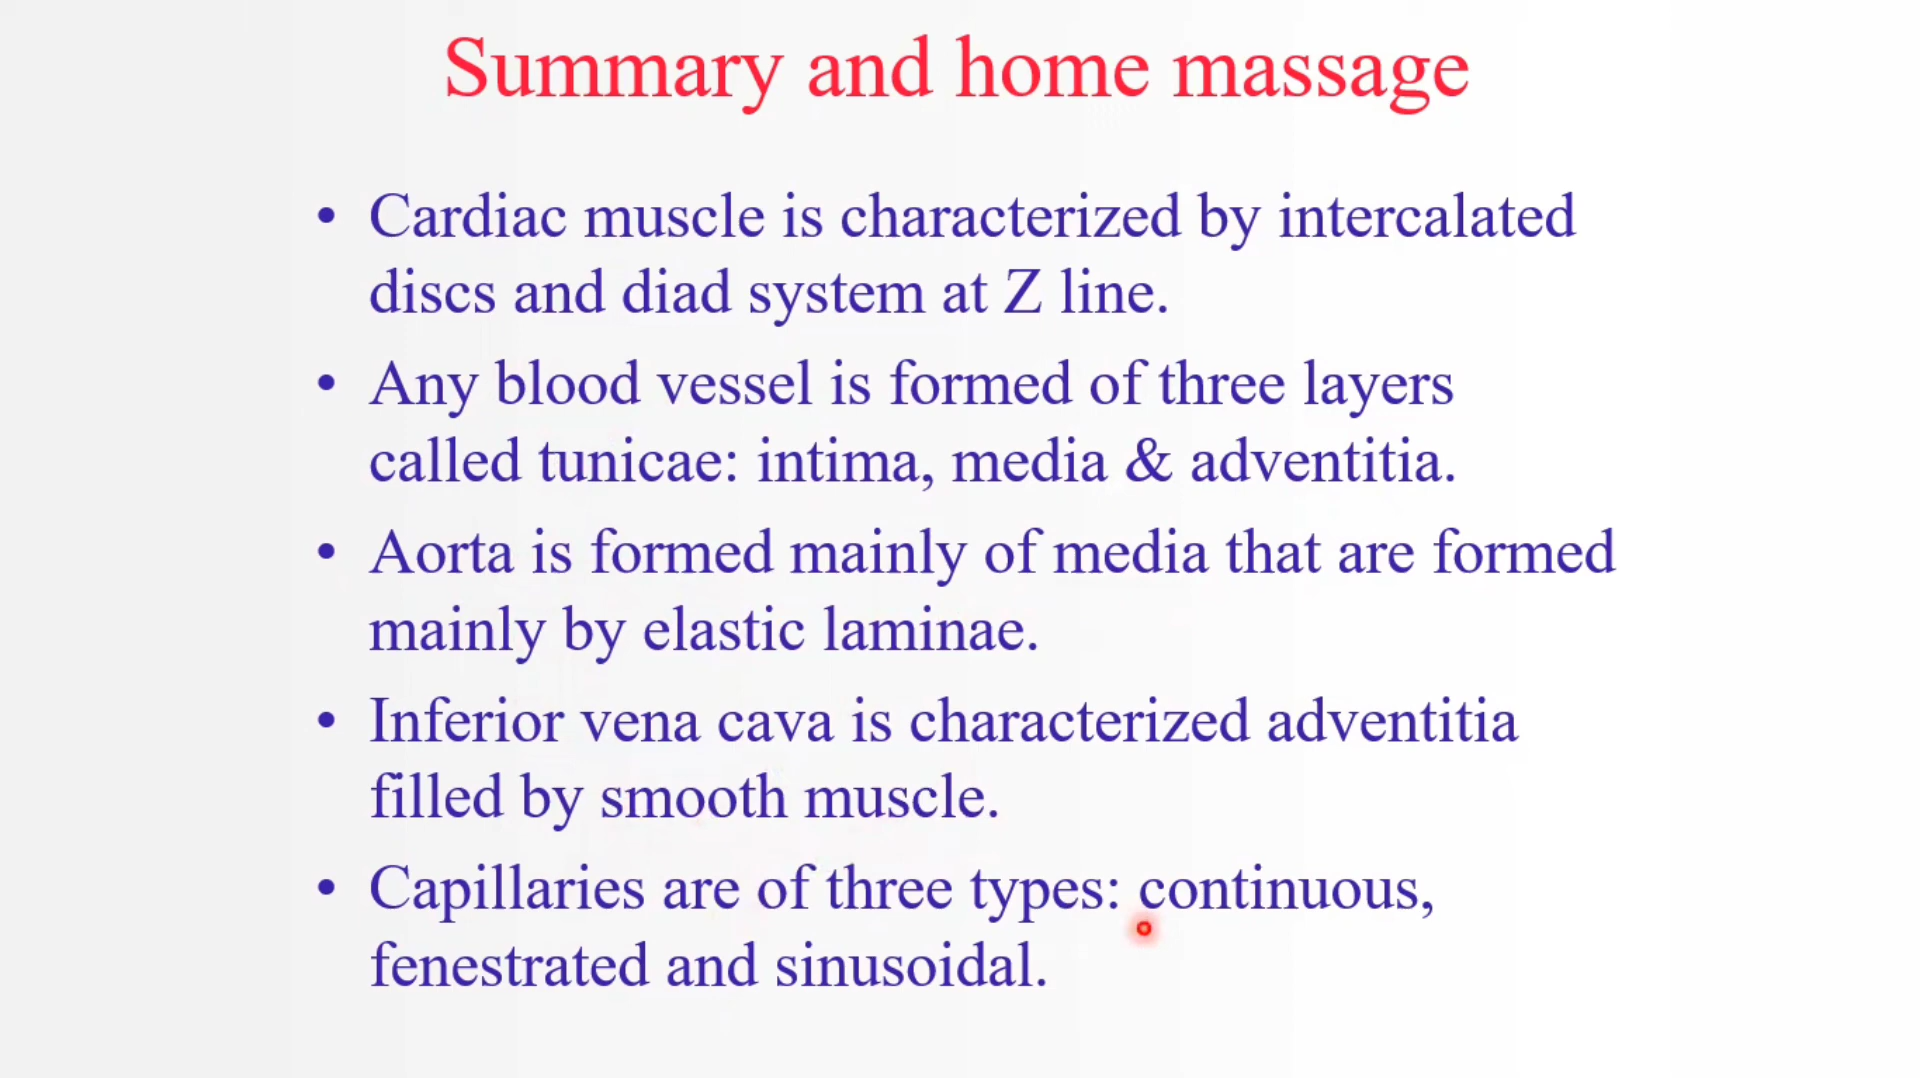 Summary and home massage
• Cardiac muscle is characterized by intercalated
discs and diad system at Z line.
• Any blood vessel is formed of three layers
called tunicae: intima, media & adventitia.
• Aorta is formed mainly of media that are formed
mainly by elastic laminae.
• Inferior vena cava is characterized adventitia
filled by smooth muscle.
• Capillaries are of three types: continuous,
fenestrated and sinusoidal.